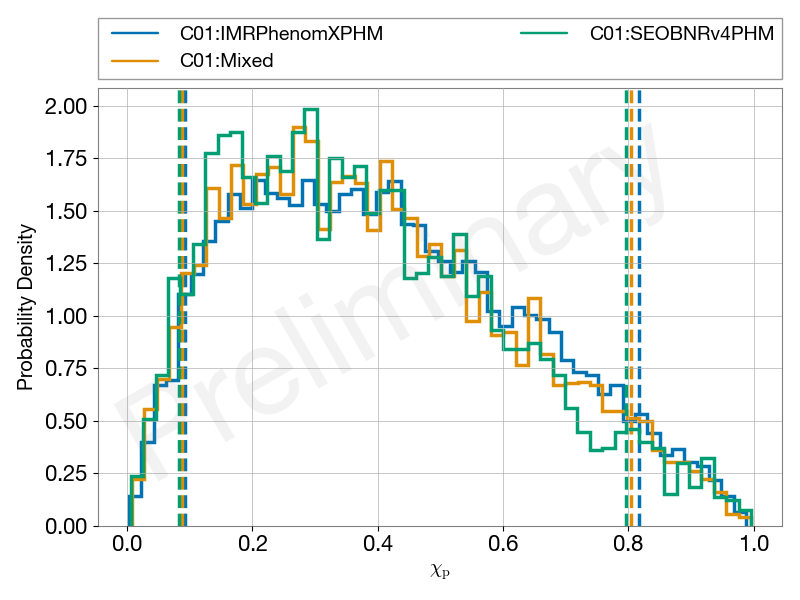 C01:IMRPhenomXPHM
C01:Mixed
C01:SEOBNRv4PHM
Preliminary
Probability Density
2.00
1.75
1.50
1.25
1.00
0.75
0.50
0.25
0.00
0.0 0.2 0.4 0.6 0.8 1.0
χp